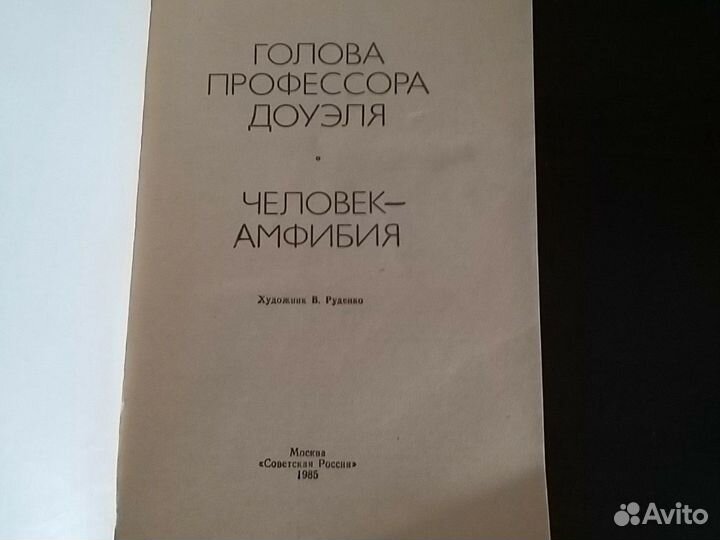 ГОЛОВА
ПРОФЕССОРА
ДОУЭЛЯ
•
ЧЕЛОВЕК—
АМФИБИЯ
Художник В. Руденко
Москва
«Советская Россия»
1985
Avito